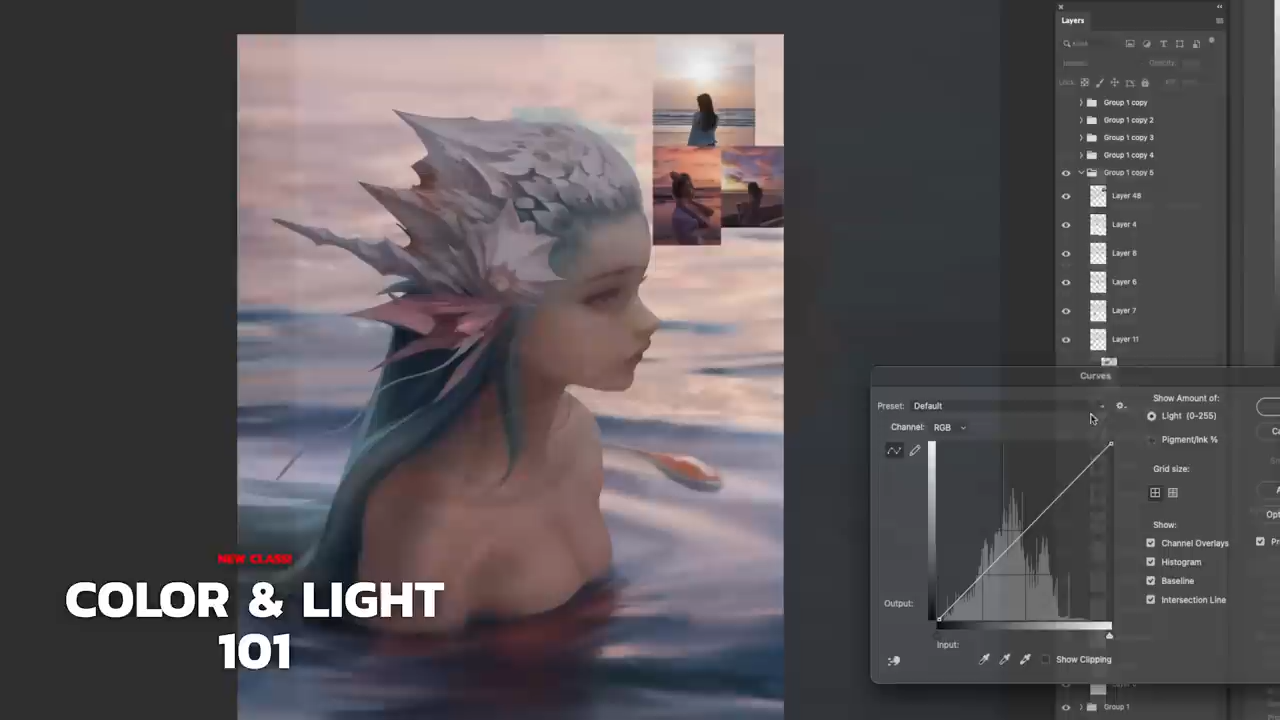 Layers
Opacity:
Lock:
Group 1 copy
Group 1 copy 2
Group 1 copy 3
Group 1 copy 4
Group 1 copy 5
Layer 48
Layer 4
Layer 8
Layer 6
Layer 7
Layer 11
Curves
Preset: Default
Channel: RGB
Show Amount of:
Light (0-255)
Pigment/Ink %
Grid size:
Show:
Channel Overlays
Histogram
Baseline
Intersection Line
Output:
Input:
Show Clipping
Group 1
NEW CLASS!
COLOR & LIGHT
101